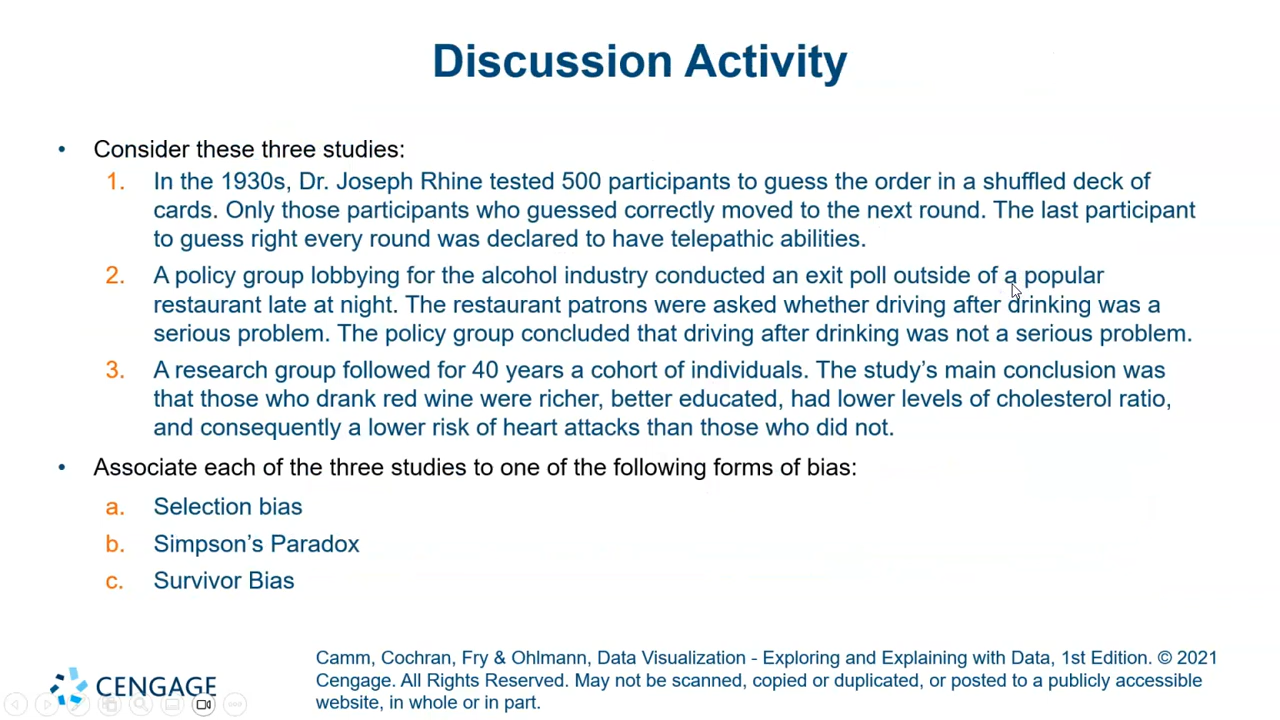 Discussion Activity
• Consider these three studies:
1. In the 1930s, Dr. Joseph Rhine tested 500 participants to guess the order in a shuffled deck of
cards. Only those participants who guessed correctly moved to the next round. The last participant
to guess right every round was declared to have telepathic abilities.
2. A policy group lobbying for the alcohol industry conducted an exit poll outside of a popular
restaurant late at night. The restaurant patrons were asked whether driving after drinking was a
serious problem. The policy group concluded that driving after drinking was not a serious problem.
3. A research group followed for 40 years a cohort of individuals. The study’s main conclusion was
that those who drank red wine were richer, better educated, had lower levels of cholesterol ratio,
and consequently a lower risk of heart attacks than those who did not.
• Associate each of the three studies to one of the following forms of bias:
a. Selection bias
b. Simpson’s Paradox
c. Survivor Bias
CENGAGE
Camm, Cochran, Fry & Ohlmann, Data Visualization - Exploring and Explaining with Data, 1st Edition. © 2021
Cengage. All Rights Reserved. May not be scanned, copied or duplicated, or posted to a publicly accessible
website, in whole or in part.